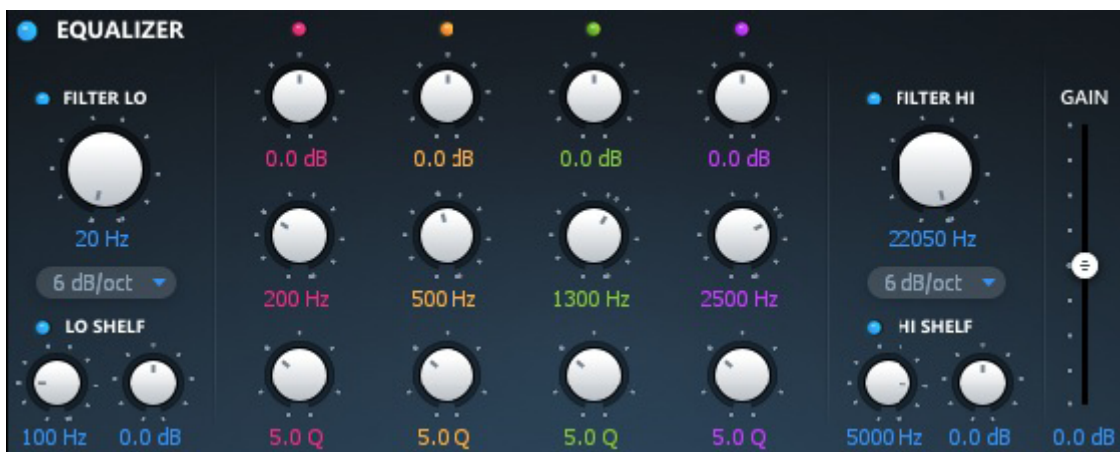 EQUALIZER
FILTER LO
FILTER HI
GAIN
0.0 dB 0.0 dB 0.0 dB 0.0 dB
20 Hz
22050 Hz
6 dB/oct
6 dB/oct
200 Hz 500 Hz 1300 Hz 2500 Hz
LO SHELF
HI SHELF
100 Hz 0.0 dB 5.0 Q 5.0 Q 5.0 Q 5.0 Q 5000 Hz 0.0 dB 0.0 dB